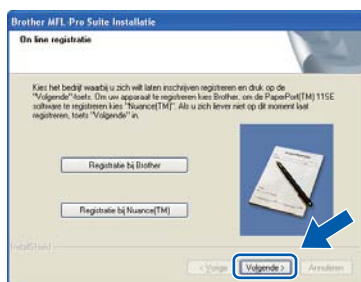 Brother MFL-Pro Suite Installatie
On line registratie
Kies het bedrijf waarbij u zich wilt laten inschrijven registreren en druk op de
"Volgende"-toets. Om uw apparaat te registreren kies Brother, om de PaperPort(TM) 11SE
software te registreren kies "Nuance(TM)". Als u zich liever niet op dit moment laat
registreren, toets "Volgende" in.
Registratie bij Brother
Registratie bij Nuance(TM)
InstallShield
< Vorige
Volgende >
Annuleren